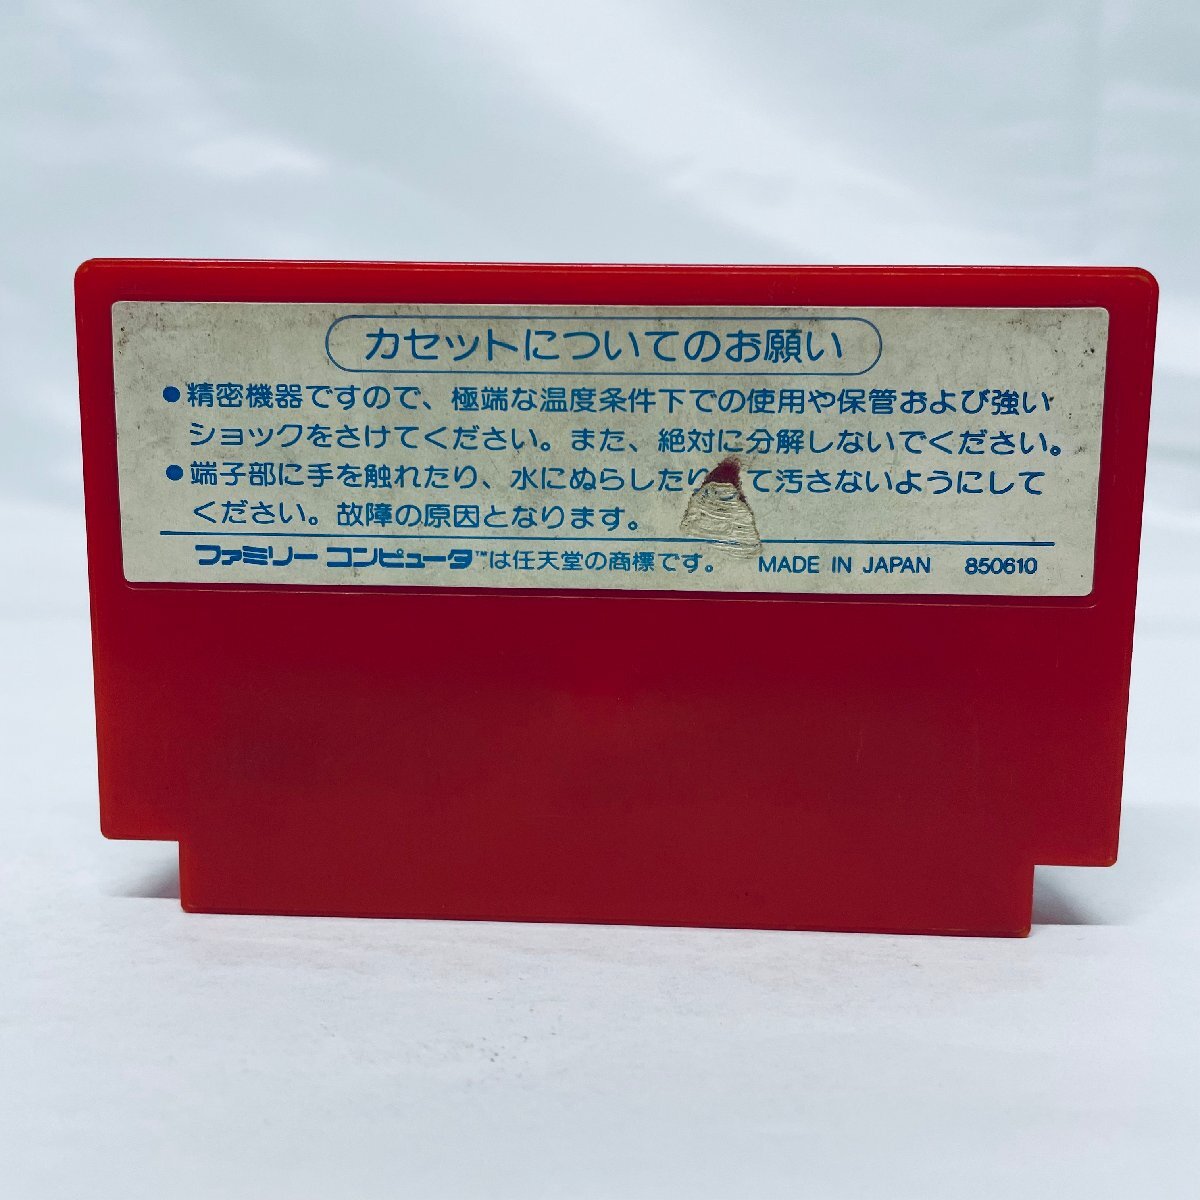 カセットについてのお願い
●精密機器ですので、極端な温度条件下での使用や保管および強い
ショックをさけてください。また、絶対に分解しないでください。
●端子部に手を触れたり、水にぬらしたり て汚さないようにして
ください。故障の原因となります。
ファミリー コンピュータ™は任天堂の商標です。 MADE IN JAPAN 850610